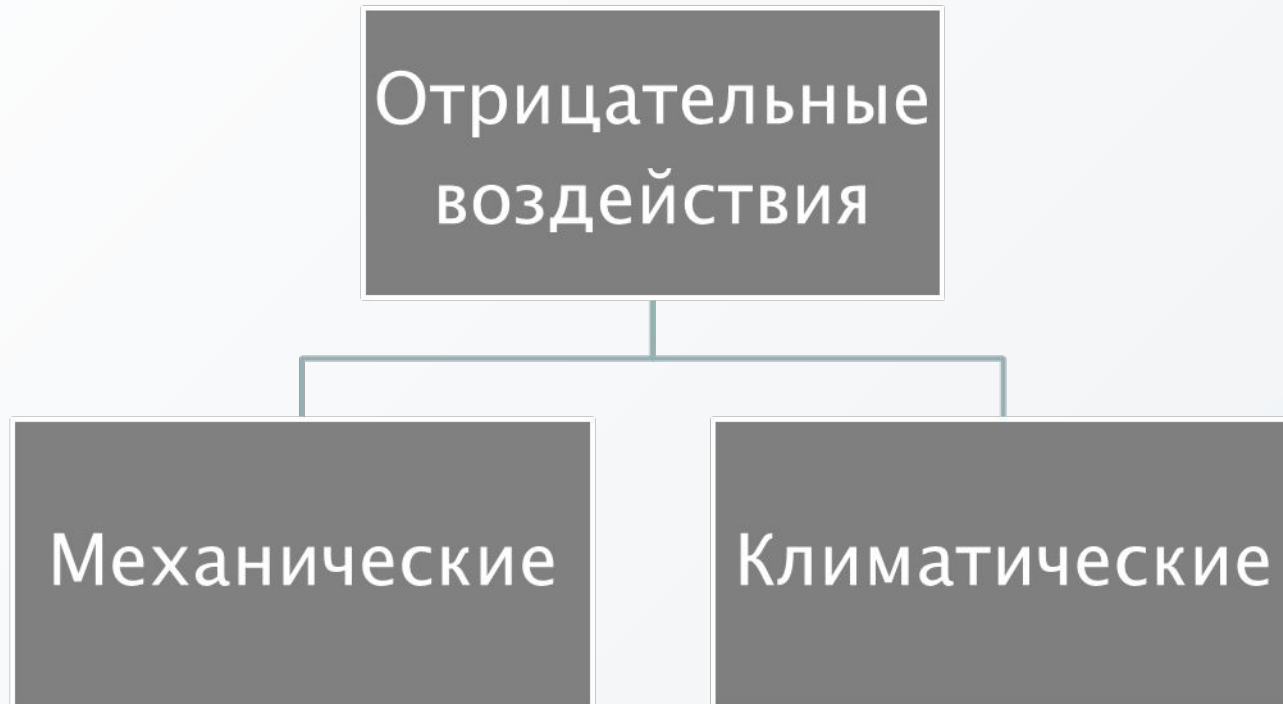 Отрицательные
воздействия
Механические
Климатические